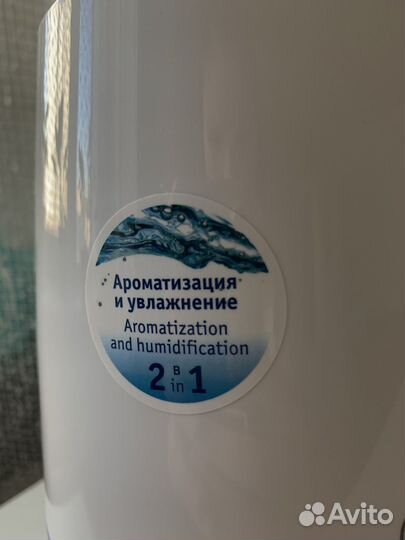 Ароматизация
и увлажнение
Aromatization
and humidification
2 в in 1
Avito